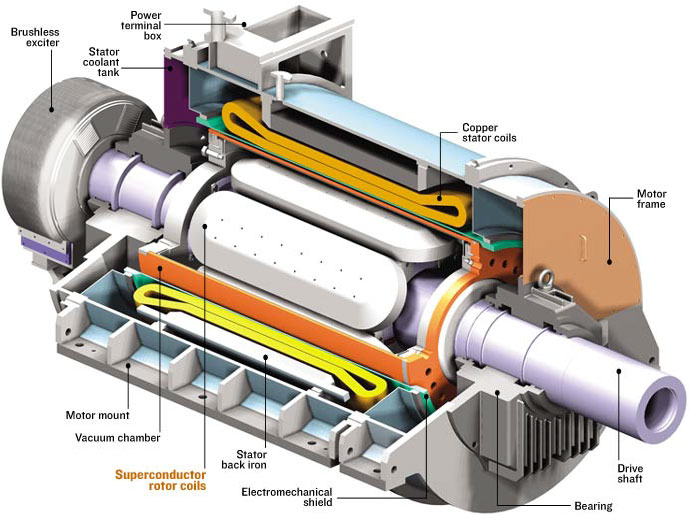 Power
terminal
box
Brushless
exciter
Stator
coolant
tank
Copper
stator coils
Motor
frame
Motor mount
Vacuum chamber
Superconductor
rotor coils
Stator
back iron
Electromechanical
shield
Bearing
Drive
shaft